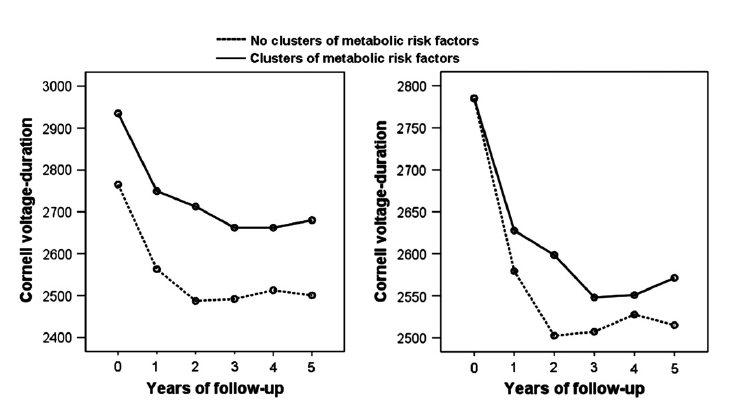 No clusters of metabolic risk factors
Clusters of metabolic risk factors
3000
2900
2800
2700
2600
2500
2400
Cornell voltage-duration
0 1 2 3 4 5
Years of follow-up
2800
2750
2700
2650
2600
2550
2500
Cornell voltage-duration
0 1 2 3 4 5
Years of follow-up